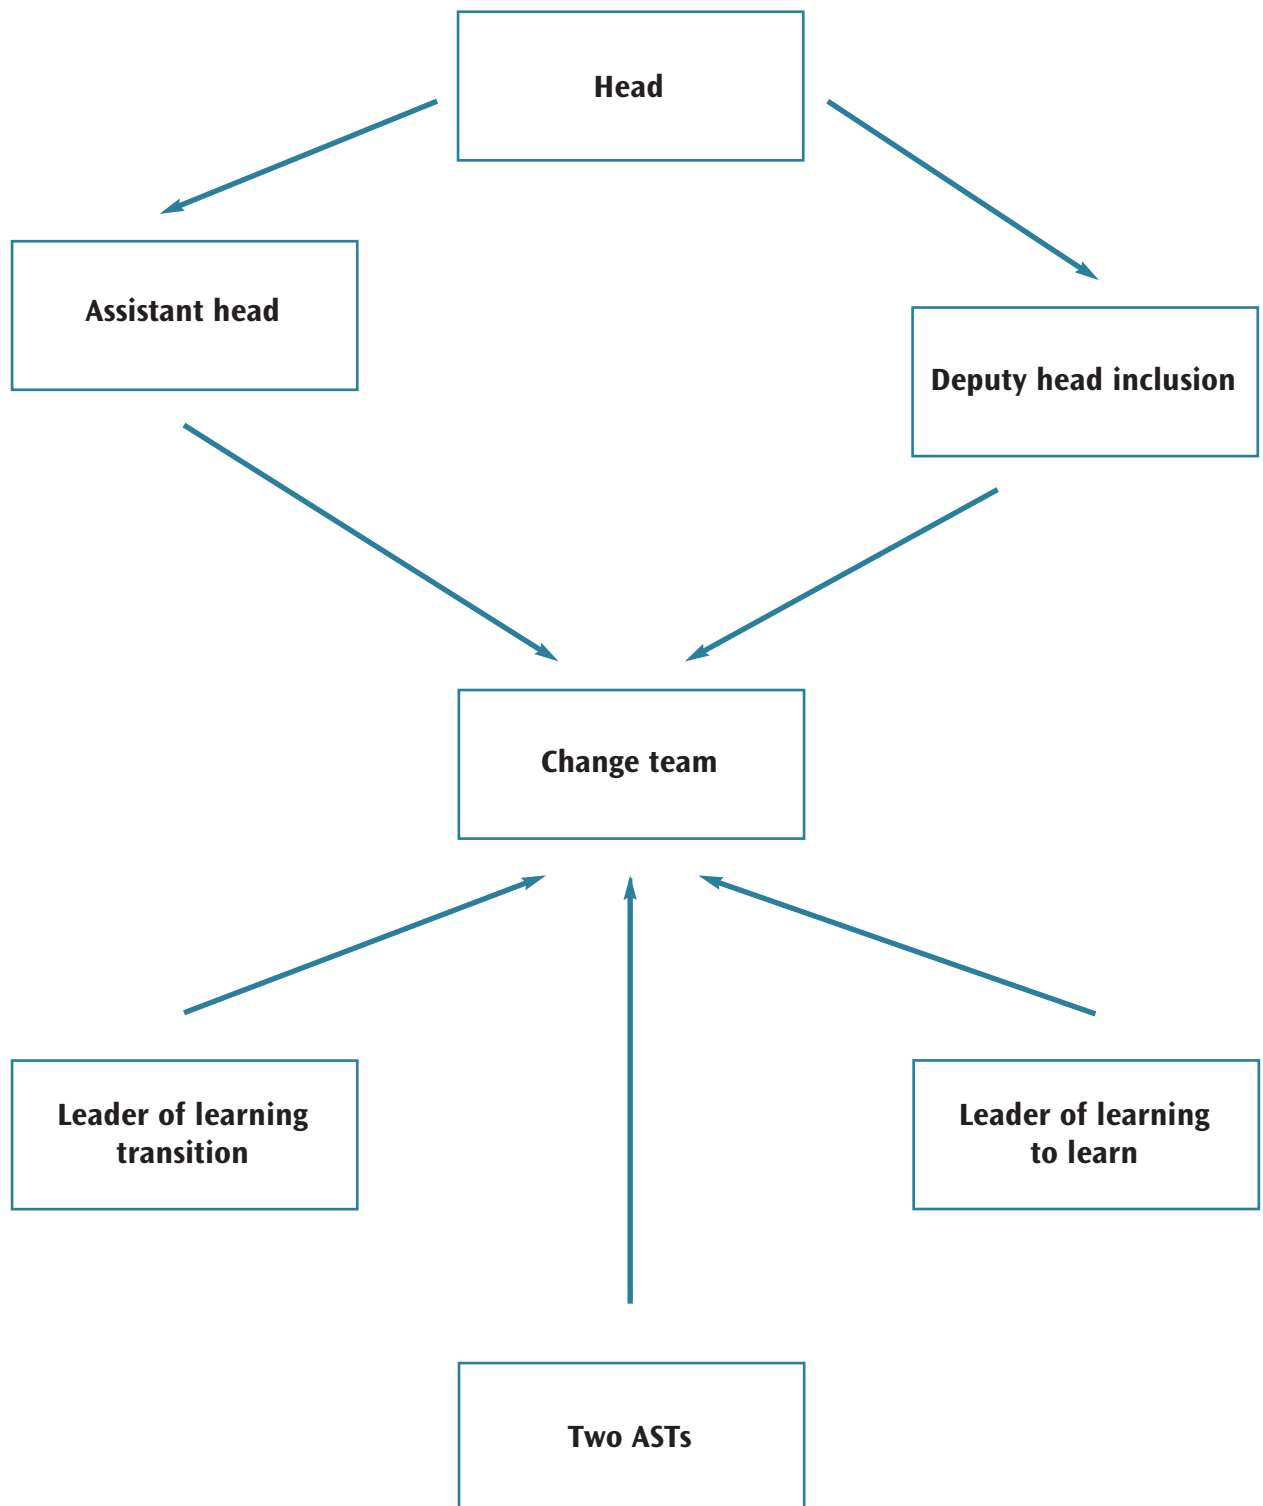 Head
Assistant head
Deputy head inclusion
Change team
Leader of learning
transition
Leader of learning
to learn
Two ASTs